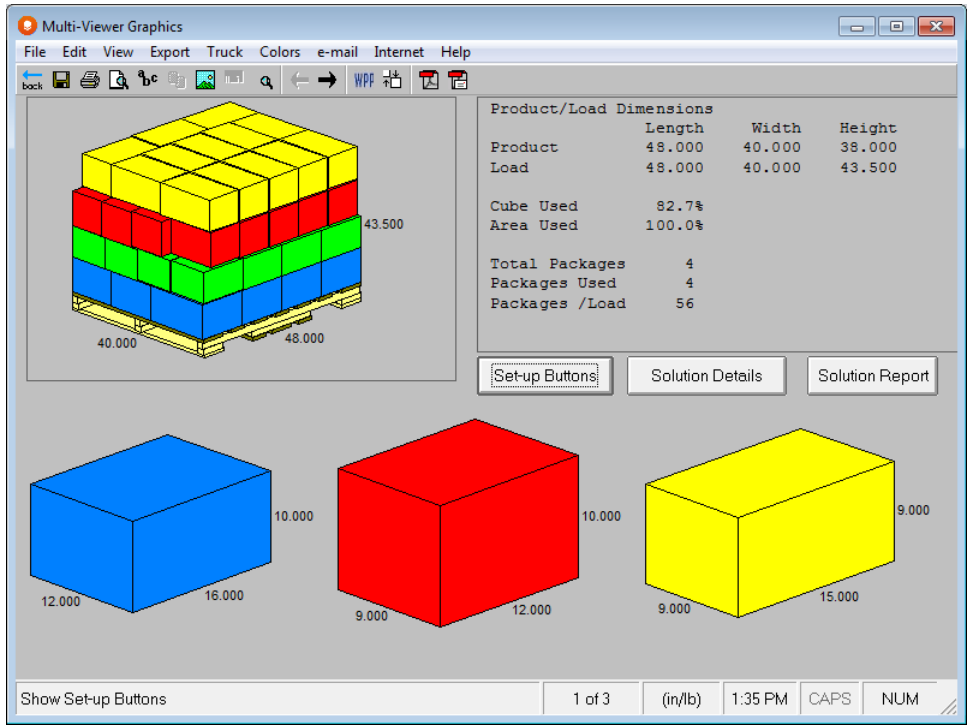 Multi-Viewer Graphics
File Edit View Export Truck Colors e-mail Internet Help
back abc WPF
Product/Load Dimensions
Length Width Height
Product 48.000 40.000 38.000
Load 48.000 40.000 43.500
Cube Used 82.7%
Area Used 100.0%
Total Packages 4
Packages Used 4
Packages /Load 56
43.500
40.000 48.000
Set-up Buttons Solution Details Solution Report
10.000
12.000 16.000
10.000
9.000 12.000
9.000
9.000 15.000
Show Set-up Buttons 1 of 3 (in/lb) 1:35 PM CAPS NUM